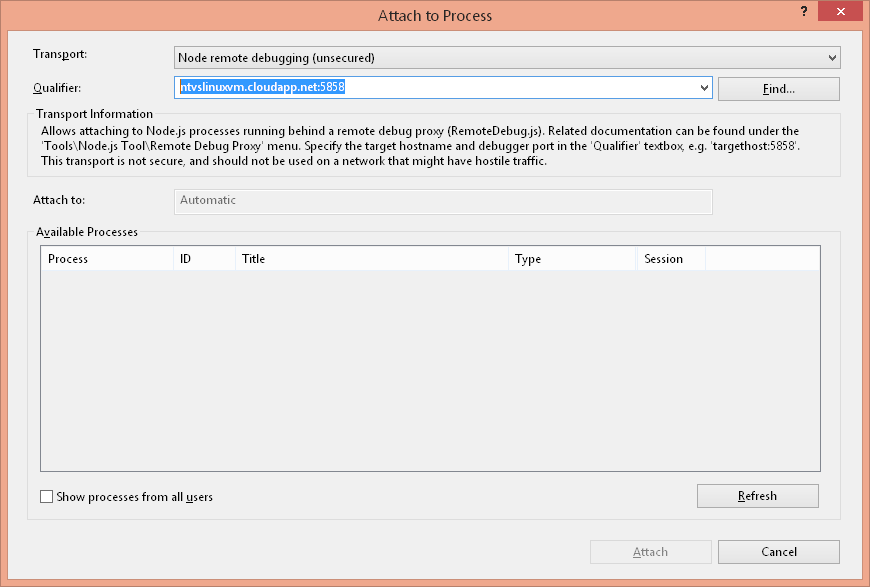 Attach to Process
?
Transport:
Node remote debugging (unsecured)
Qualifier:
ntvslinuxvm.cloudapp.net:5858
Find...
Transport Information
Allows attaching to Node.js processes running behind a remote debug proxy (RemoteDebug.js). Related documentation can be found under the
'Tools\Node.js Tool\Remote Debug Proxy' menu. Specify the target hostname and debugger port in the 'Qualifier' textbox, e.g. 'targethost:5858'.
This transport is not secure, and should not be used on a network that might have hostile traffic.
Attach to:
Automatic
Available Processes
Process ID Title Type Session
Show processes from all users
Refresh
Attach
Cancel